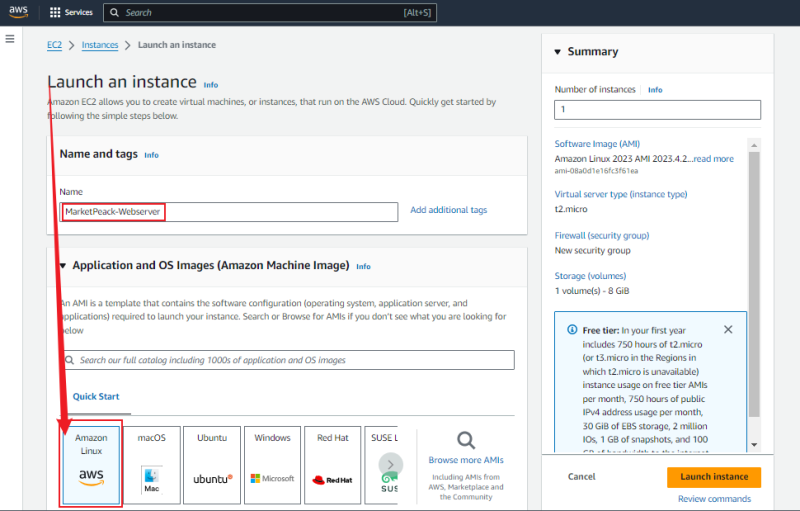 aws
Services
Search
[Alt+S]
EC2 > Instances > Launch an instance
Launch an instance Info
Amazon EC2 allows you to create virtual machines, or instances, that run on the AWS Cloud. Quickly get started by
following the simple steps below.
Name and tags Info
Name
MarketPeack-Webserver
Add additional tags
Application and OS Images (Amazon Machine Image) Info
An AMI is a template that contains the software configuration (operating system, application server, and
applications) required to launch your instance. Search or Browse for AMIs if you don't see what you are looking for
below
Search our full catalog including 1000s of application and OS images
Quick Start
Amazon
Linux
aws
macOS
Mac
Ubuntu
ubuntu
Windows
Microsoft
Red Hat
Red Hat
SUSE L
SUS
Browse more AMIs
Including AMIs from
AWS, Marketplace and
the Community
Summary
Number of instances Info
1
Software Image (AMI)
Amazon Linux 2023 AMI 2023.4.2...read more
ami-08a0d1e16fc3f61ea
Virtual server type (instance type)
t2.micro
Firewall (security group)
New security group
Storage (volumes)
1 volume(s) - 8 GiB
Free tier: In your first year
includes 750 hours of t2.micro
(or t3.micro in the Regions in
which t2.micro is unavailable)
instance usage on free tier AMIs
per month, 750 hours of public
IPv4 address usage per month,
30 GiB of EBS storage, 2 million
IOs, 1 GB of snapshots, and 100
GB of bandwidth to the internet
Cancel
Launch instance
Review commands